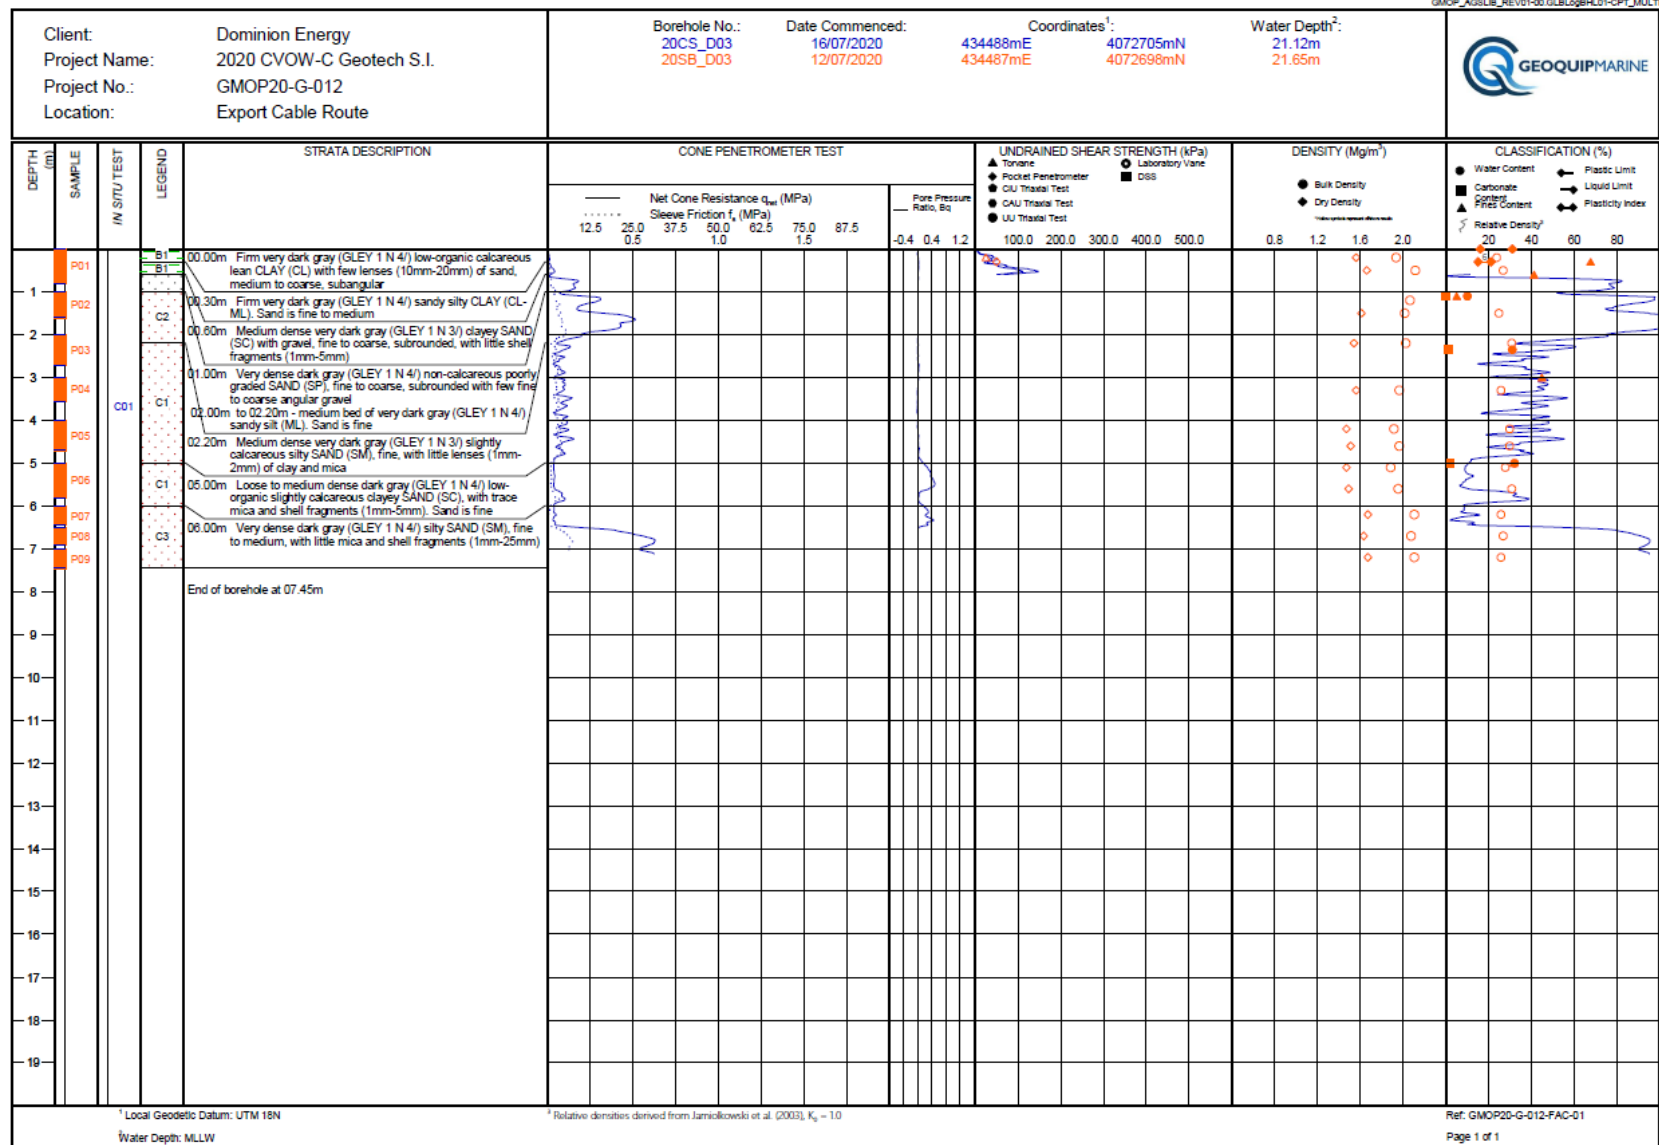 GMOP_AGSLIB_REV01-00.GLBLogBHL01-CPT_MULTI
Client: Dominion Energy
Project Name: 2020 CVOW-C Geotech S.I.
Project No.: GMOP20-G-012
Location: Export Cable Route
Borehole No.: Date Commenced: Coordinates¹: Water Depth²:
20CS_D03 16/07/2020 434488mE 4072705mN 21.12m
20SB_D03 12/07/2020 434487mE 4072698mN 21.65m
GEOQUIPMARINE
DEPTH (m)
SAMPLE
IN SITU TEST
LEGEND
STRATA DESCRIPTION
CONE PENETROMETER TEST
Net Cone Resistance qnet (MPa)
Sleeve Friction fs (MPa)
12.5 25.0 37.5 50.0 62.5 75.0 87.5
0.5 1.0 1.5
Pore Pressure
Ratio, Bq
-0.4 0.4 1.2
UNDRAINED SHEAR STRENGTH (kPa)
Torvane Laboratory Vane
Pocket Penetrometer DSS
CIU Triaxial Test
CAU Triaxial Test
UU Triaxial Test
100.0 200.0 300.0 400.0 500.0
DENSITY (Mg/m³)
Bulk Density
Dry Density
0.8 1.2 1.6 2.0
CLASSIFICATION (%)
Water Content Plastic Limit
Carbonate Content Liquid Limit
Fines Content Plasticity Index
Relative Density³
20 40 60 80
P01
P02
P03
P04
P05
P06
P07
P08
P09
C01
B1
B1
C2
C1
C1
C3
00.00m Firm very dark gray (GLEY 1 N 4/) low-organic calcareous
lean CLAY (CL) with few lenses (10mm-20mm) of sand,
medium to coarse, subangular
00.30m Firm very dark gray (GLEY 1 N 4/) sandy silty CLAY (CL-
ML). Sand is fine to medium
00.60m Medium dense very dark gray (GLEY 1 N 3/) clayey SAND
(SC) with gravel, fine to coarse, subrounded, with little shell
fragments (1mm-5mm)
01.00m Very dense dark gray (GLEY 1 N 4/) non-calcareous poorly
graded SAND (SP), fine to coarse, subrounded with few fine
to coarse angular gravel
02.00m to 02.20m - medium bed of very dark gray (GLEY 1 N 4/)
sandy silt (ML). Sand is fine
02.20m Medium dense very dark gray (GLEY 1 N 3/) slightly
calcareous silty SAND (SM), fine, with little lenses (1mm-
2mm) of clay and mica
05.00m Loose to medium dense dark gray (GLEY 1 N 4/) low-
organic slightly calcareous clayey SAND (SC), with trace
mica and shell fragments (1mm-5mm). Sand is fine
06.00m Very dense dark gray (GLEY 1 N 4/) silty SAND (SM), fine
to medium, with little mica and shell fragments (1mm-25mm)
End of borehole at 07.45m
1
2
3
4
5
6
7
8
9
10
11
12
13
14
15
16
17
18
19
¹ Local Geodetic Datum: UTM 18N
²Water Depth: MLLW
³ Relative densities derived from Jamiolkowski et al. (2003), K₀ = 1.0
Ref: GMOP20-G-012-FAC-01
Page 1 of 1